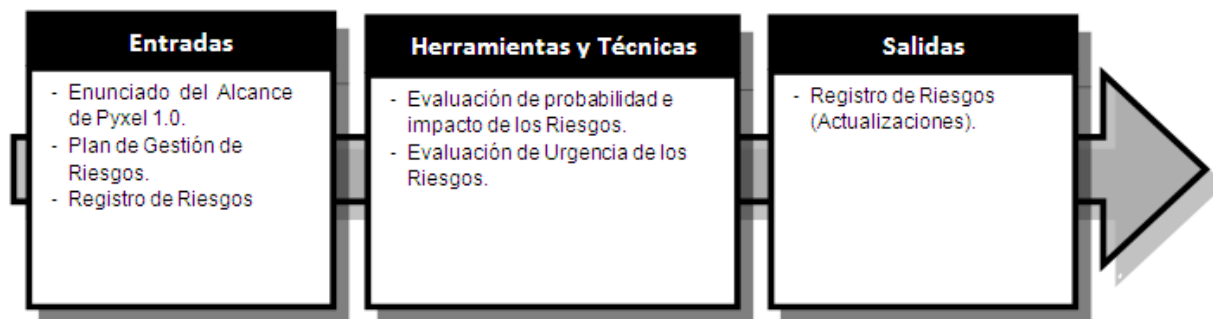 Entradas
- Enunciado del Alcance
de Pyxel 1.0.
- Plan de Gestión de
Riesgos.
- Registro de Riesgos
Herramientas y Técnicas
- Evaluación de probabilidad e
impacto de los Riesgos.
- Evaluación de Urgencia de los
Riesgos.
Salidas
- Registro de Riesgos
(Actualizaciones).